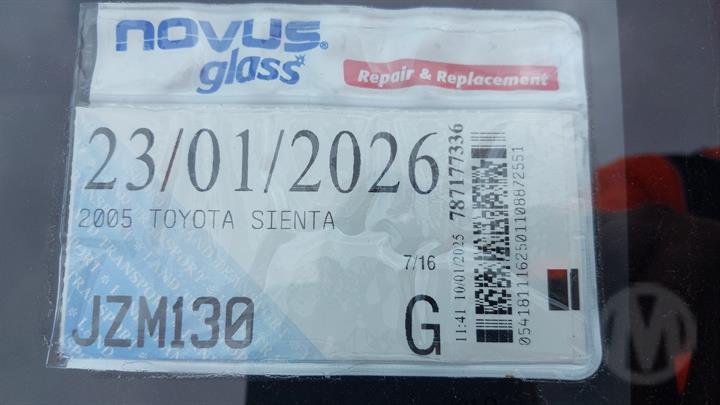 novus®
glass
Repair & Replacement
23/01/2026
2005 TOYOTA SIENTA
7/16
JZM130
G
11:41 10/01/2025 787177336
0541811162501108872551
TRANSPORT
M